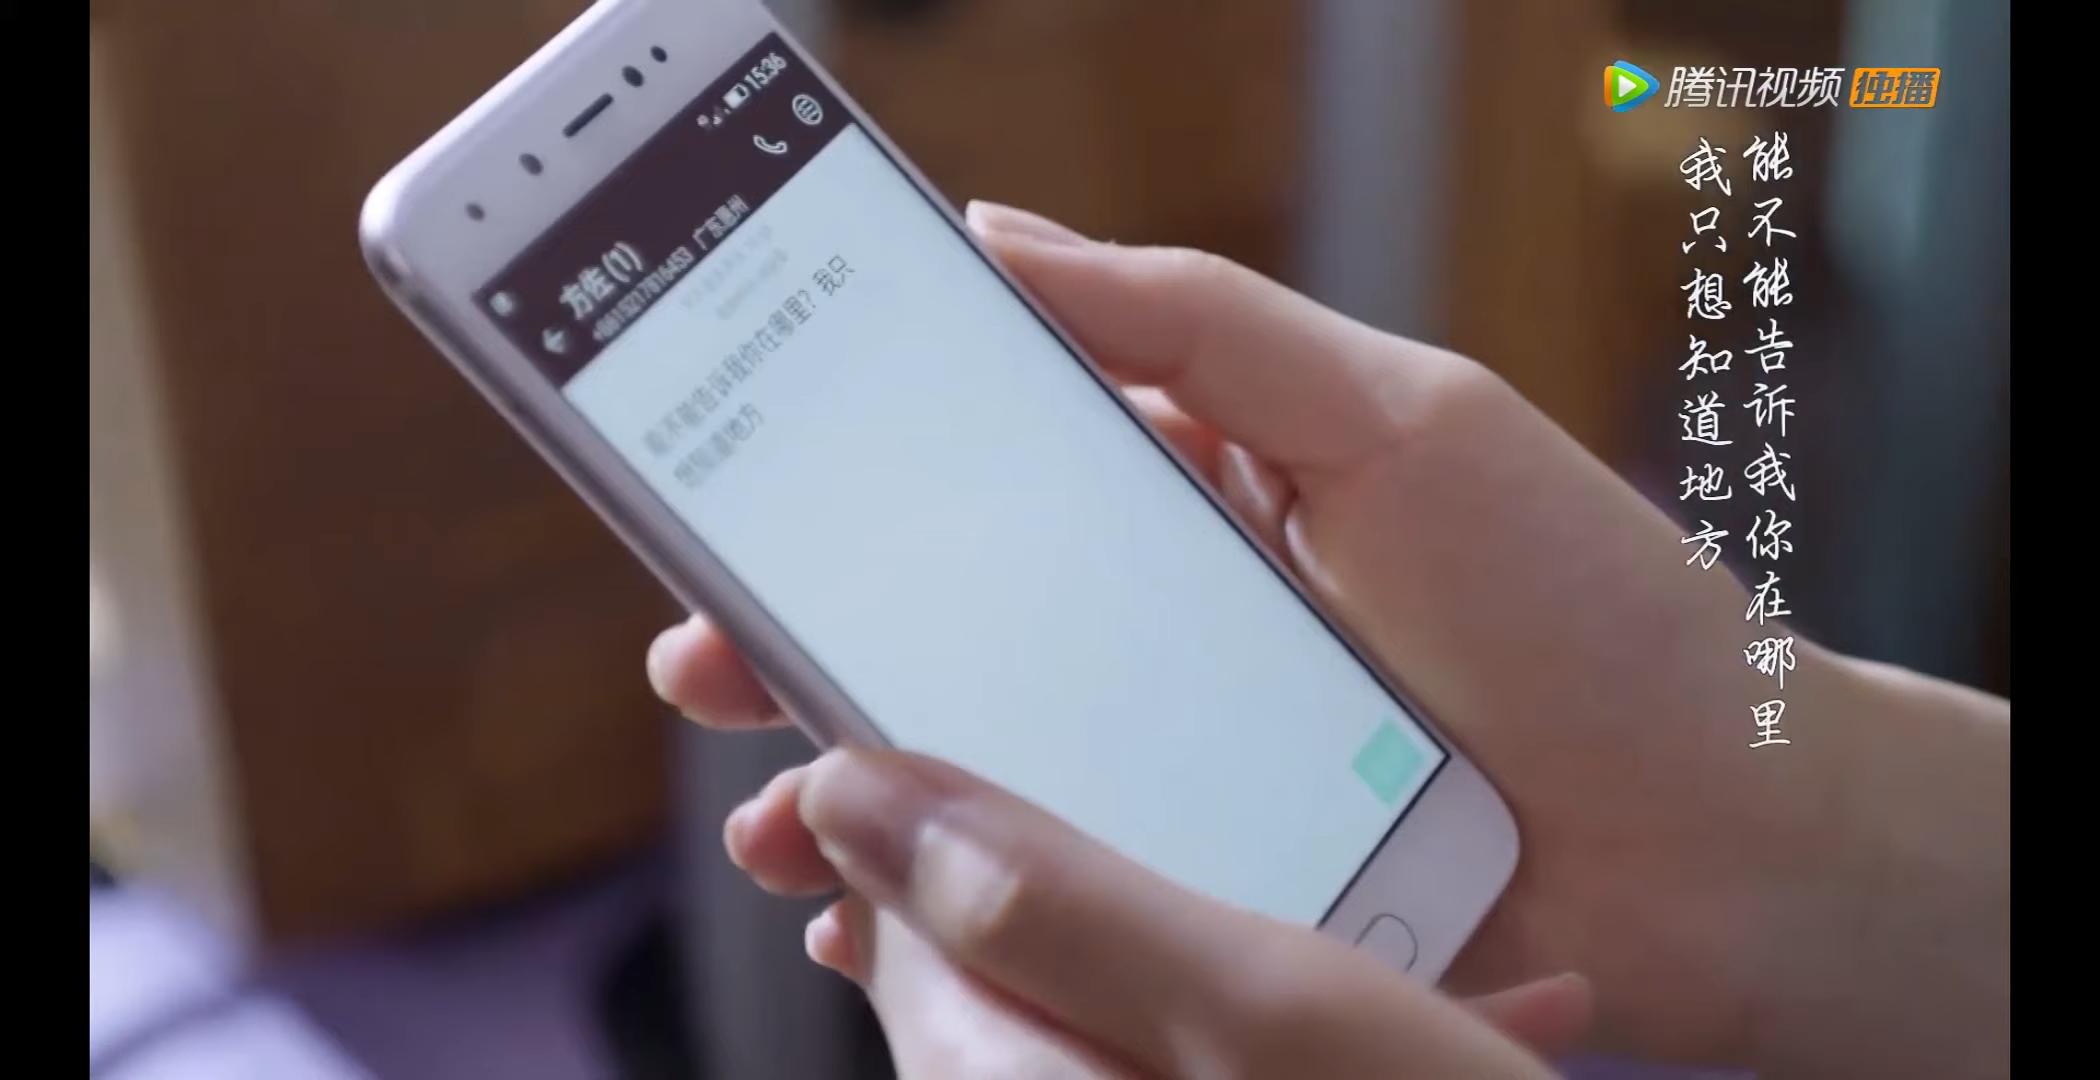 腾讯视频 独播
能不能告诉我你在哪里
我只想知道地方
15:36
方佐(1)
广东惠州
能不能告诉我你在哪里？我只
想知道地方